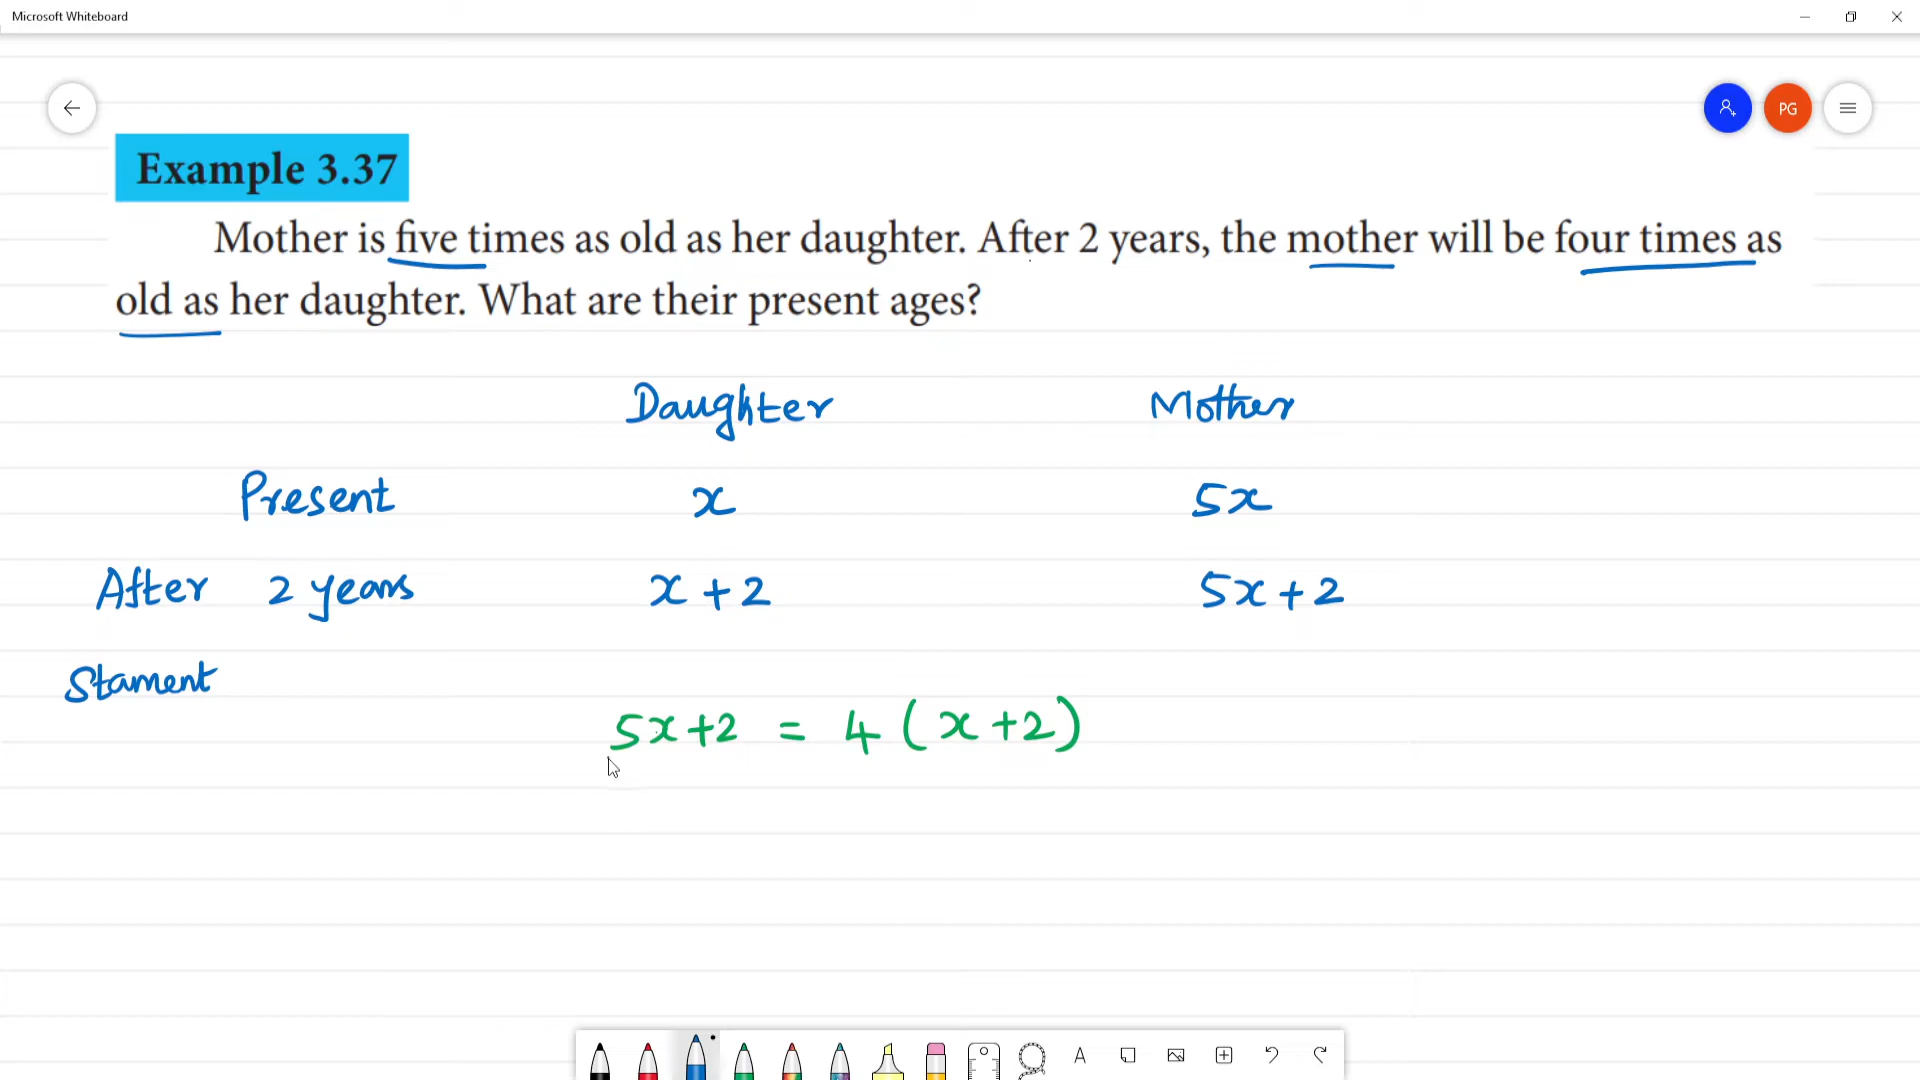 Microsoft Whiteboard
PG
Example 3.37
Mother is five times as old as her daughter. After 2 years, the mother will be four times as
old as her daughter. What are their present ages?
Daughter Mother
Present x 5x
After 2 years x + 2 5x + 2
Stament
5x+2 = 4 ( x +2)
A